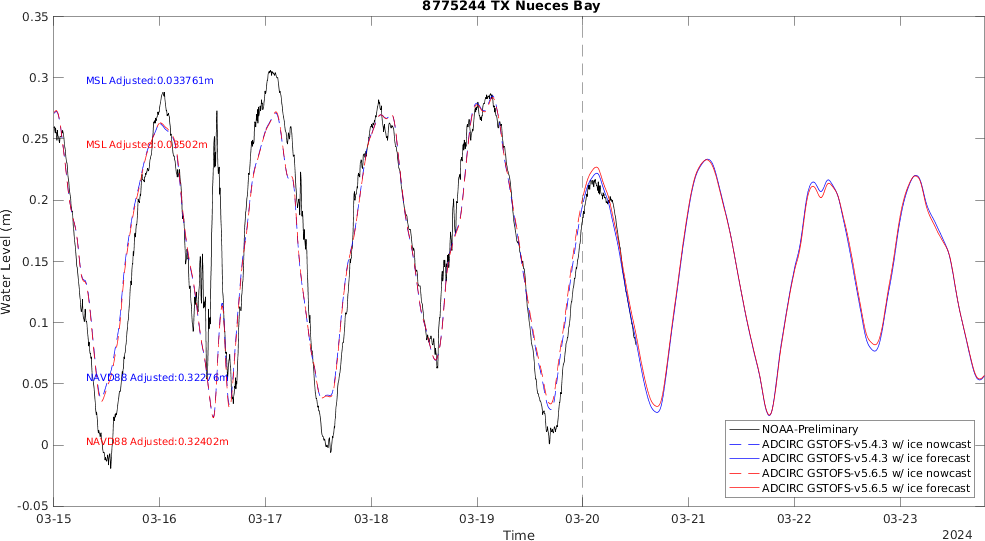 8775244 TX Nueces Bay
0.35
0.3
0.25
0.2
0.15
0.1
0.05
0
-0.05
Water Level (m)
MSL Adjusted:0.033761m
MSL Adjusted:0.03502m
NAVD88 Adjusted:0.32276m
NAVD88 Adjusted:0.32402m
NOAA-Preliminary
ADCIRC GSTOFS-v5.4.3 w/ ice nowcast
ADCIRC GSTOFS-v5.4.3 w/ ice forecast
ADCIRC GSTOFS-v5.6.5 w/ ice nowcast
ADCIRC GSTOFS-v5.6.5 w/ ice forecast
03-15 03-16 03-17 03-18 03-19 03-20 03-21 03-22 03-23
Time
2024